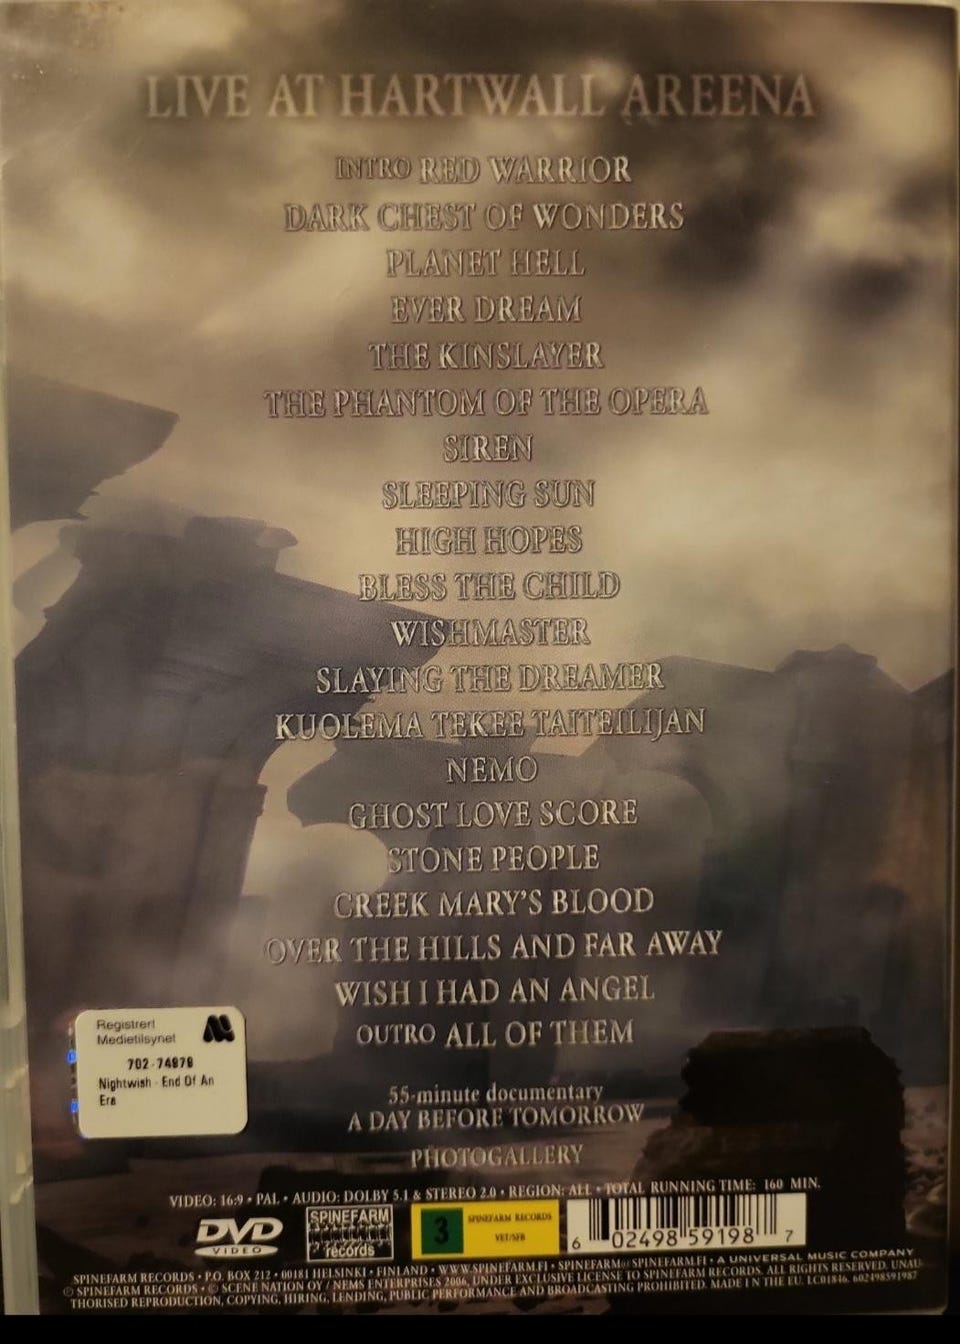 LIVE AT HARTWALL AREENA
INTRO RED WARRIOR
DARK CHEST OF WONDERS
PLANET HELL
EVER DREAM
THE KINSLAYER
THE PHANTOM OF THE OPERA
SIREN
SLEEPING SUN
HIGH HOPES
BLESS THE CHILD
WISHMASTER
SLAYING THE DREAMER
KUOLEMA TEKEE TAITEILIJAN
NEMO
GHOST LOVE SCORE
STONE PEOPLE
CREEK MARY'S BLOOD
OVER THE HILLS AND FAR AWAY
WISH I HAD AN ANGEL
OUTRO ALL OF THEM
Registrert
Medietilsynet
702-74878
Nightwish - End Of An
Era
55-minute documentary
A DAY BEFORE TOMORROW
PHOTOGALLERY
VIDEO: 16:9 • PAL • AUDIO: DOLBY 5.1 & STEREO 2.0 • REGION: ALL • TOTAL RUNNING TIME: 160 MIN.
DVD
VIDEO
SPINEFARM
records
3
SPINEFARM RECORDS
VET/SFB
6 02498 59198 7
SPINEFARM RECORDS • P.O. BOX 212 • 00181 HELSINKI • FINLAND • WWW.SPINEFARM.FI • SPINEFARM@SPINEFARM.FI • A UNIVERSAL MUSIC COMPANY
℗ SPINEFARM RECORDS • © SCENE NATION OY / NEMS ENTERPRISES 2006, UNDER EXCLUSIVE LICENSE TO SPINEFARM RECORDS. ALL RIGHTS RESERVED. UNAU-
THORISED REPRODUCTION, COPYING, HIRING, LENDING, PUBLIC PERFORMANCE AND BROADCASTING PROHIBITED. MADE IN THE EU. LC01846. 602498591987